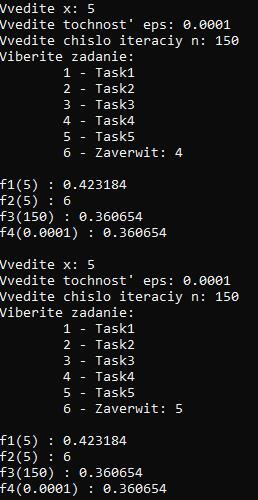 Vvedite x: 5
Vvedite tochnost' eps: 0.0001
Vvedite chislo iteraciy n: 150
Viberite zadanie:
1 - Task1
2 - Task2
3 - Task3
4 - Task4
5 - Task5
6 - Zaverwit: 4
f1(5) : 0.423184
f2(5) : 6
f3(150) : 0.360654
f4(0.0001) : 0.360654
Vvedite x: 5
Vvedite tochnost' eps: 0.0001
Vvedite chislo iteraciy n: 150
Viberite zadanie:
1 - Task1
2 - Task2
3 - Task3
4 - Task4
5 - Task5
6 - Zaverwit: 5
f1(5) : 0.423184
f2(5) : 6
f3(150) : 0.360654
f4(0.0001) : 0.360654